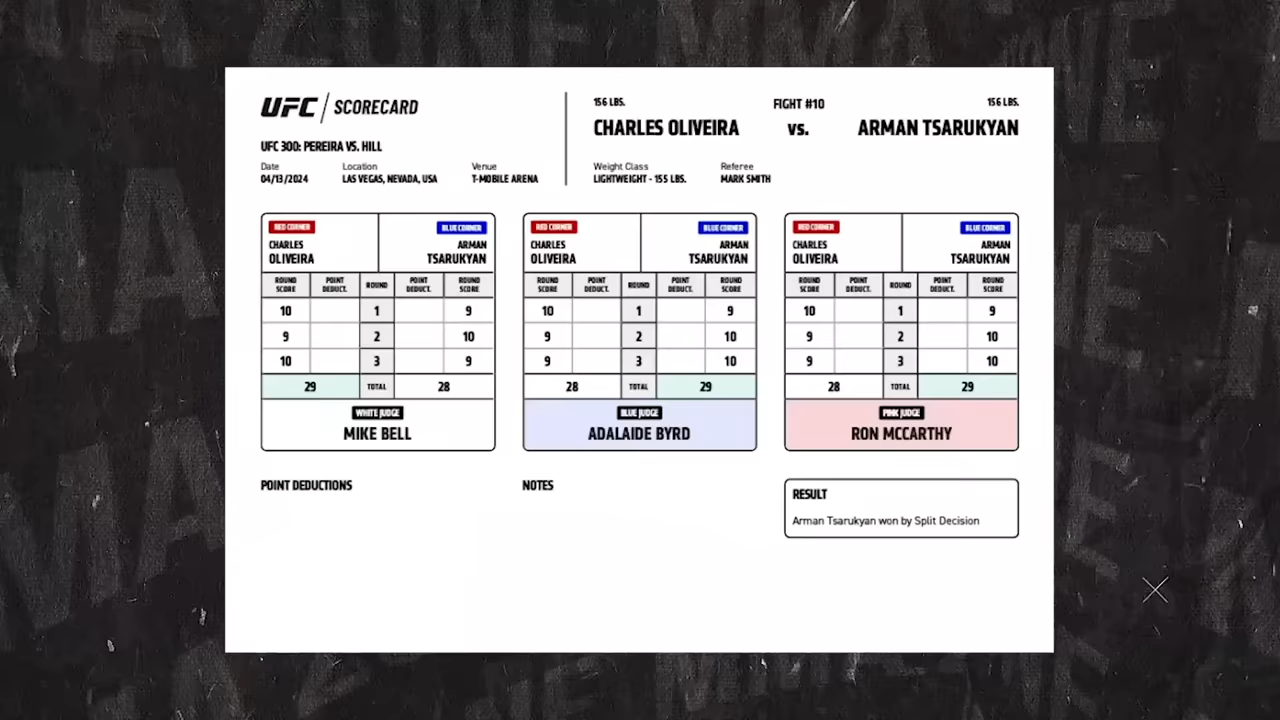 UFC / SCORECARD
UFC 300: PEREIRA VS. HILL
Date Location Venue
04/13/2024 LAS VEGAS, NEVADA, USA T-MOBILE ARENA
156 LBS. FIGHT #10 156 LBS.
CHARLES OLIVEIRA vs. ARMAN TSARUKYAN
Weight Class Referee
LIGHTWEIGHT - 155 LBS. MARK SMITH
RED CORNER BLUE CORNER
CHARLES ARMAN
OLIVEIRA TSARUKYAN
ROUND POINT ROUND POINT ROUND
SCORE DEDUCT. DEDUCT. SCORE
10 1 9
9 2 10
10 3 9
29 TOTAL 28
WHITE JUDGE
MIKE BELL
RED CORNER BLUE CORNER
CHARLES ARMAN
OLIVEIRA TSARUKYAN
ROUND POINT ROUND POINT ROUND
SCORE DEDUCT. DEDUCT. SCORE
10 1 9
9 2 10
9 3 10
28 TOTAL 29
BLUE JUDGE
ADALAIDE BYRD
RED CORNER BLUE CORNER
CHARLES ARMAN
OLIVEIRA TSARUKYAN
ROUND POINT ROUND POINT ROUND
SCORE DEDUCT. DEDUCT. SCORE
10 1 9
9 2 10
9 3 10
28 TOTAL 29
PINK JUDGE
RON MCCARTHY
POINT DEDUCTIONS
NOTES
RESULT
Arman Tsarukyan won by Split Decision